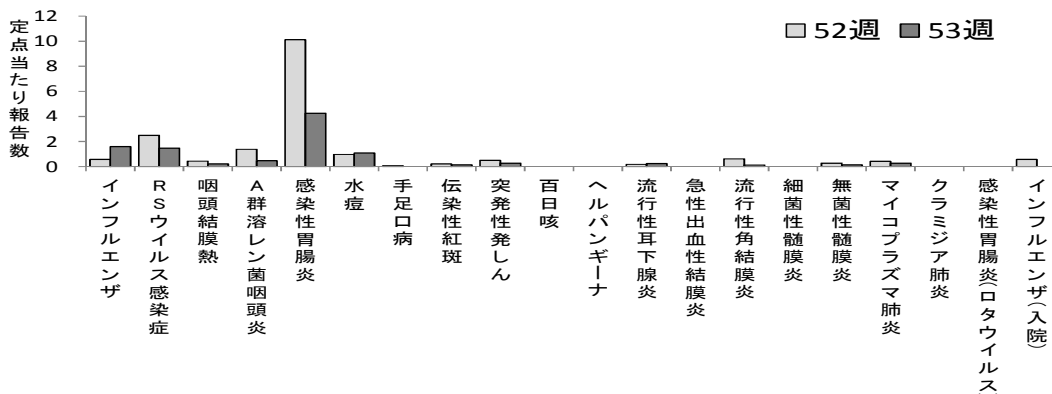 定点当たり報告数
12
10
8
6
4
2
0
52週 53週
インフルエンザ
RSウイルス感染症
咽頭結膜熱
A群溶レン菌咽頭炎
感染性胃腸炎
水痘
手足口病
伝染性紅斑
突発性発しん
百日咳
ヘルパンギーナ
流行性耳下腺炎
急性出血性結膜炎
流行性角結膜炎
細菌性髄膜炎
無菌性髄膜炎
マイコプラズマ肺炎
クラミジア肺炎
感染性胃腸炎(ロタウイルス)
インフルエンザ(入院)